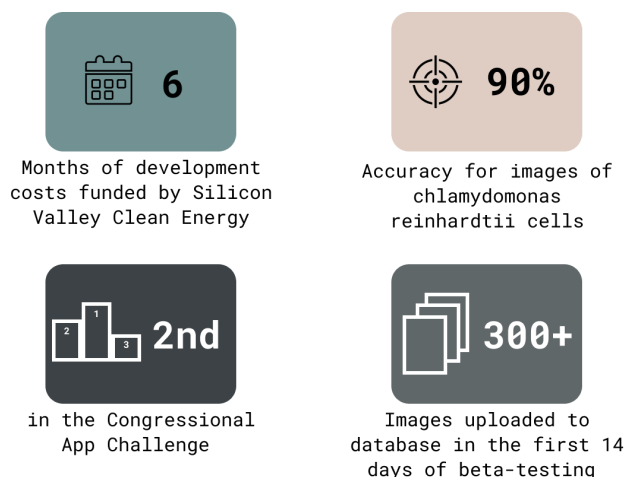 6
Months of development
costs funded by Silicon
Valley Clean Energy
90%
Accuracy for images of
chlamydomonas
reinhardtii cells
1
2
3
2nd
in the Congressional
App Challenge
300+
Images uploaded to
database in the first 14
days of beta-testing